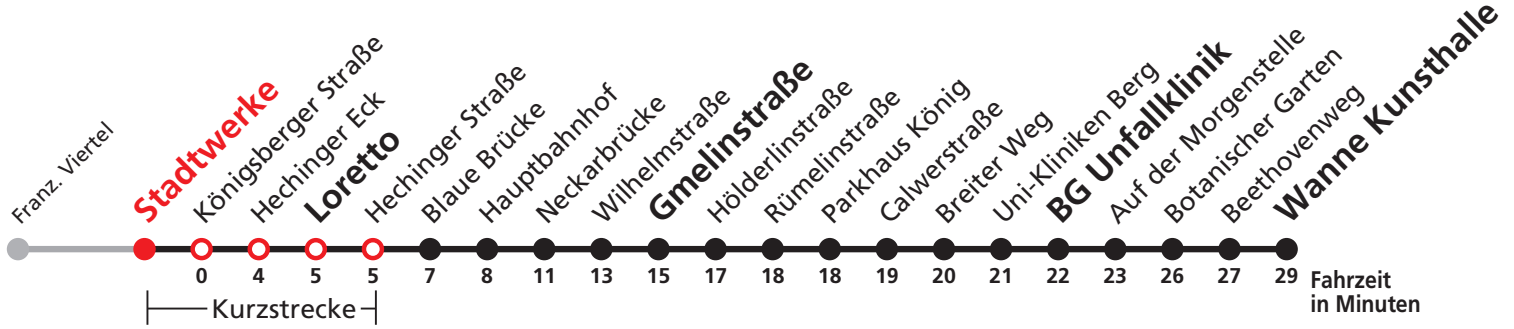 Franz. Viertel
Stadtwerke
Königsberger Straße
Hechinger Eck
Loretto
Hechinger Straße
Blaue Brücke
Hauptbahnhof
Neckarbrücke
Wilhelmstraße
Gmelinstraße
Hölderlinstraße
Rümelinstraße
Parkhaus König
Calwerstraße
Breiter Weg
Uni-Kliniken Berg
BG Unfallklinik
Auf der Morgenstelle
Botanischer Garten
Beethovenweg
Wanne Kunsthalle
0 4 5 5 7 8 11 13 15 17 18 18 19 20 21 22 23 26 27 29
Fahrzeit
in Minuten
Kurzstrecke